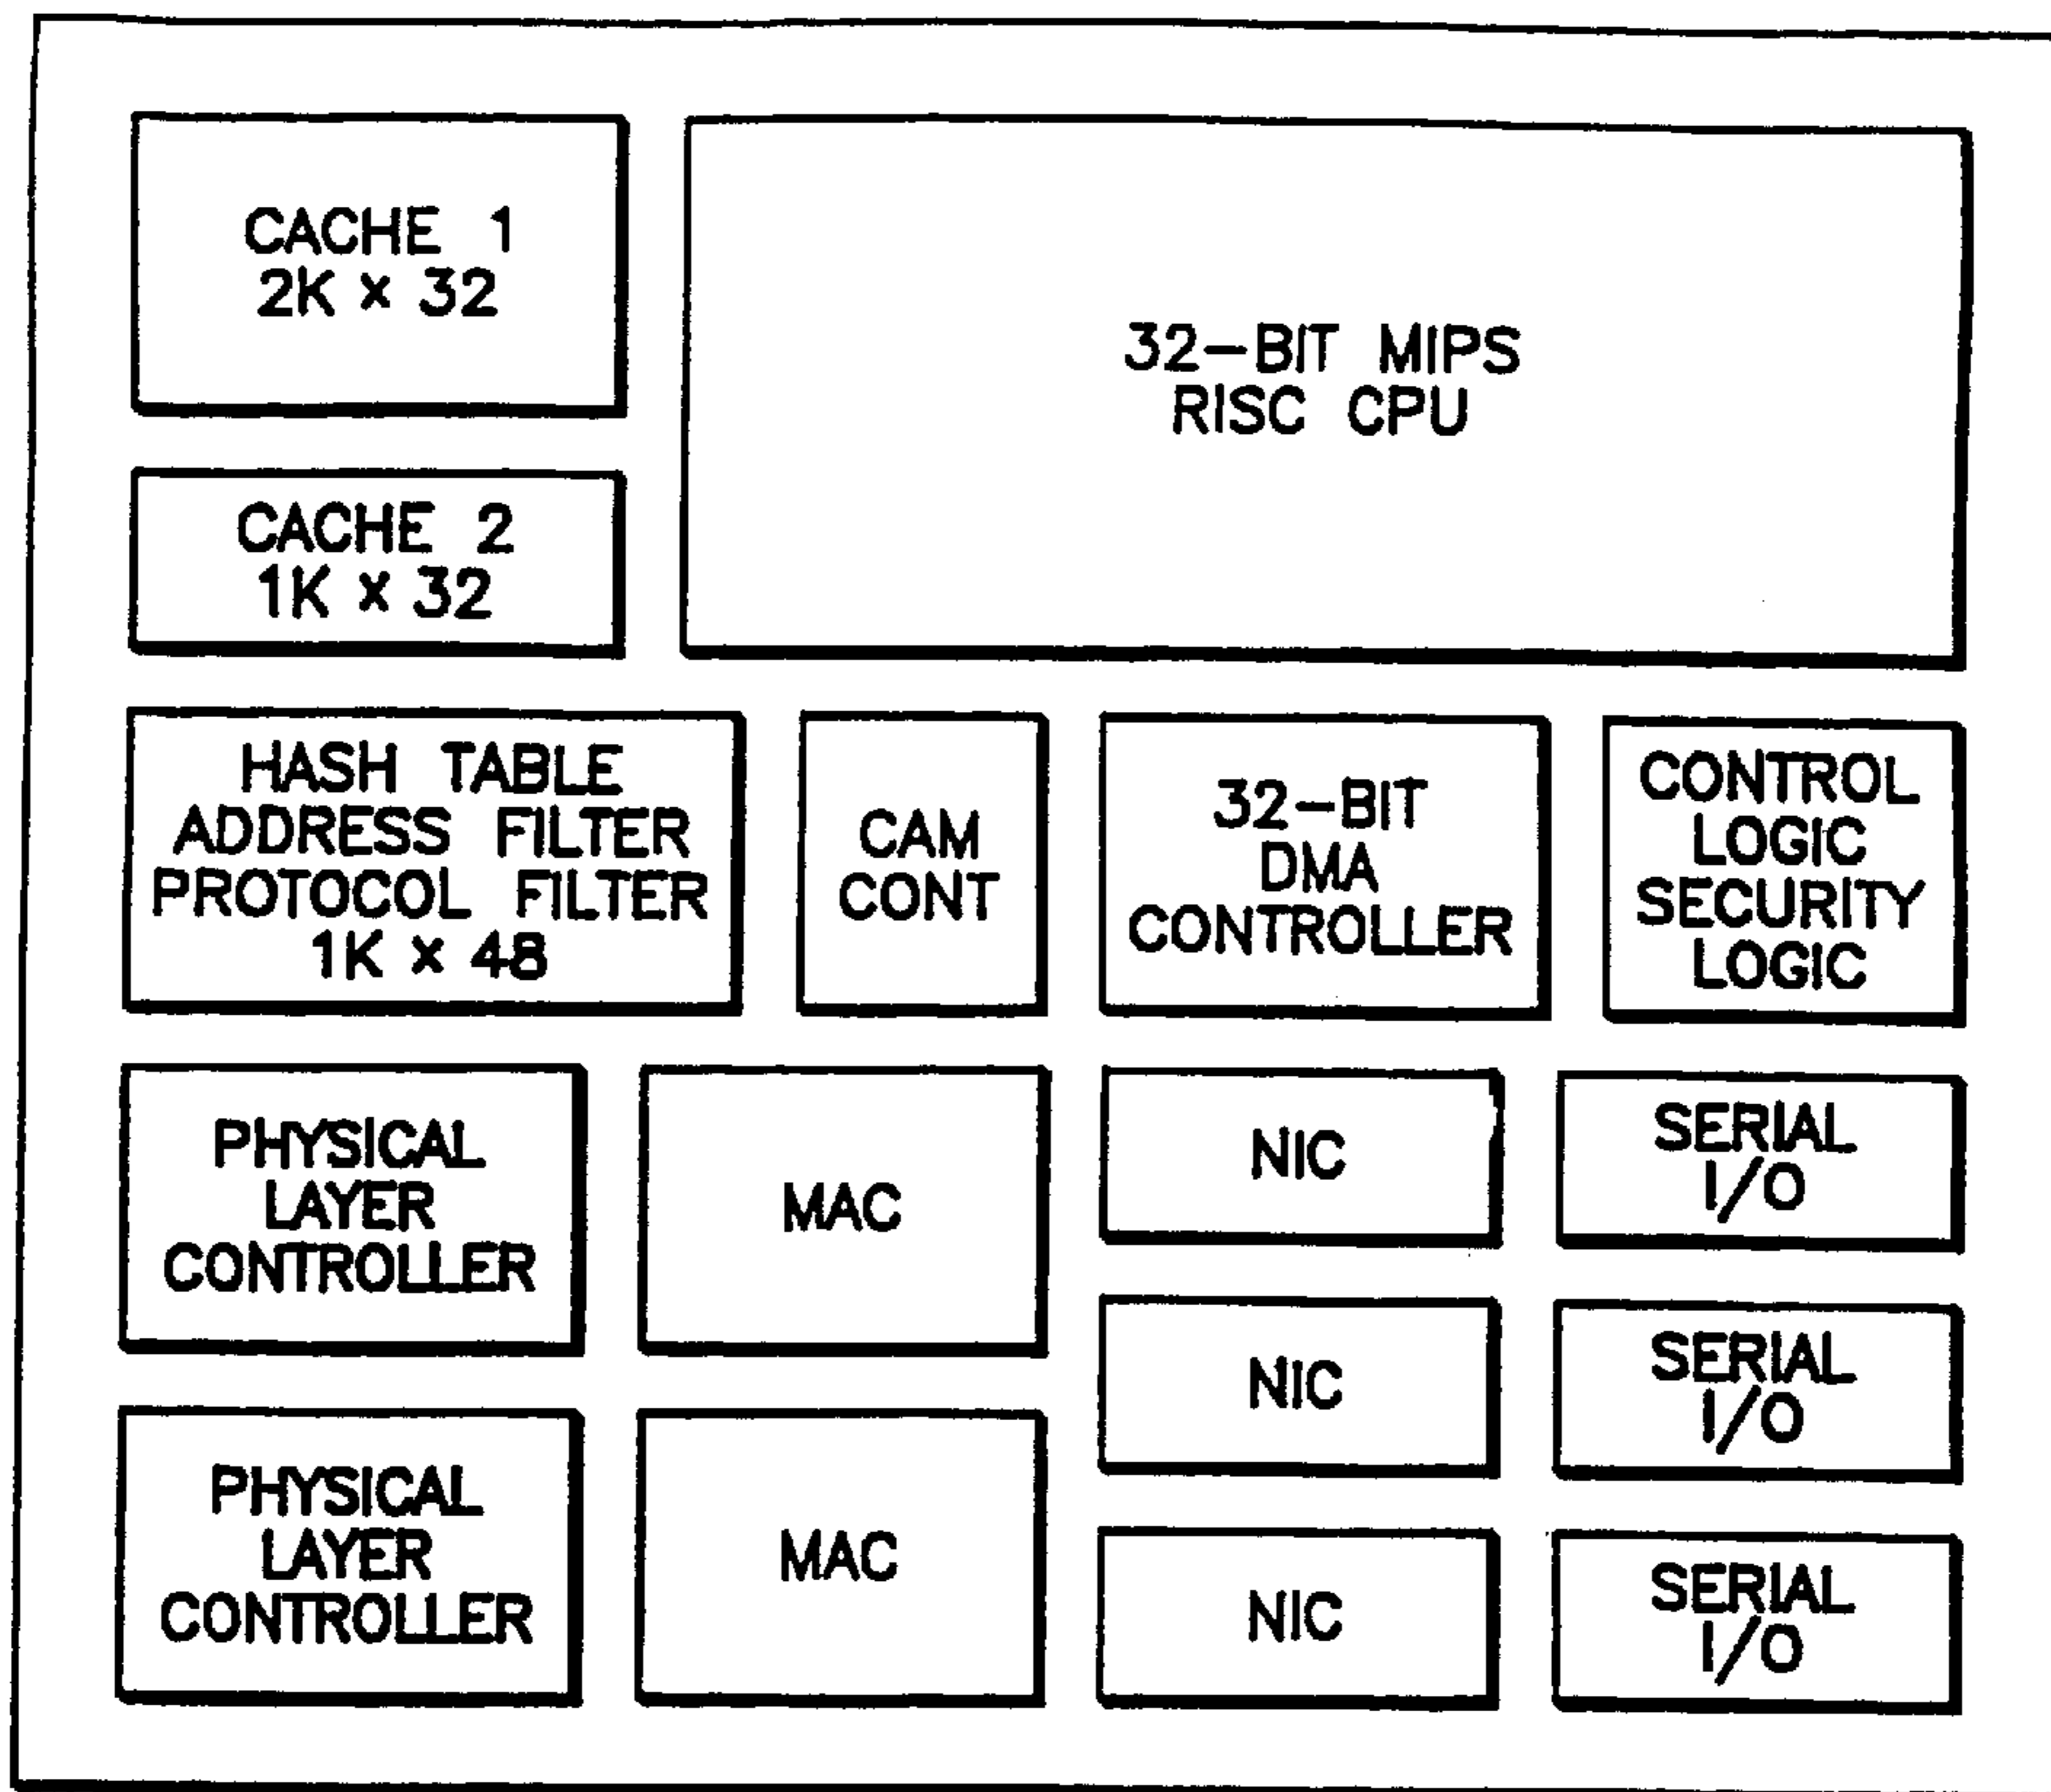 CACHE 1
2K x 32
32-BIT MIPS
RISC CPU
CACHE 2
1K x 32
HASH TABLE
ADDRESS FILTER
PROTOCOL FILTER
1K x 48
CAM
CONT
32-BIT
DMA
CONTROLLER
CONTROL
LOGIC
SECURITY
LOGIC
PHYSICAL
LAYER
CONTROLLER
MAC
NIC
SERIAL
I/O
NIC
SERIAL
I/O
PHYSICAL
LAYER
CONTROLLER
MAC
NIC
SERIAL
I/O